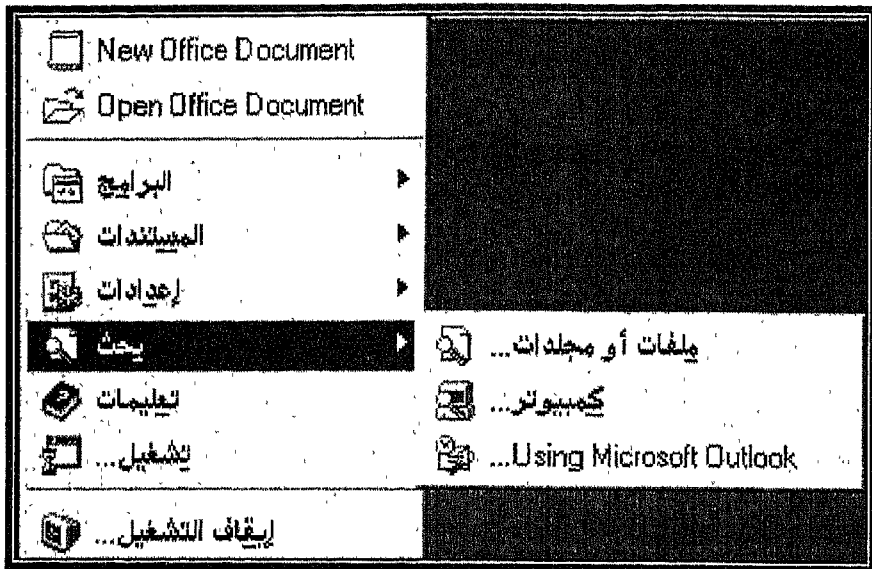 New Office Document
Open Office Document
البرامج
المستندات
إعدادات
بحث
تعليمات
تشغيل...
إيقاف التشغيل...
ملفات أو مجلدات...
كمبيوتر...
...Using Microsoft Outlook